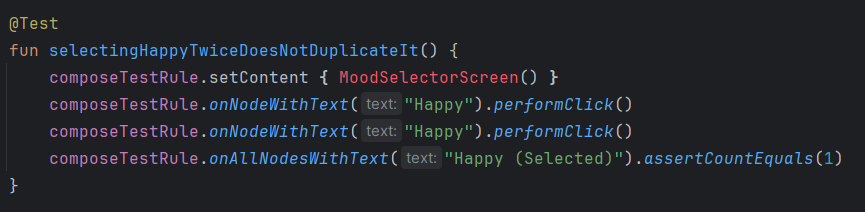 @Test
fun selectingHappyTwiceDoesNotDuplicateIt() {
    composeTestRule.setContent { MoodSelectorScreen() }
    composeTestRule.onNodeWithText( text: "Happy").performClick()
    composeTestRule.onNodeWithText( text: "Happy").performClick()
    composeTestRule.onAllNodesWithText( text: "Happy (Selected)").assertCountEquals(1)
}